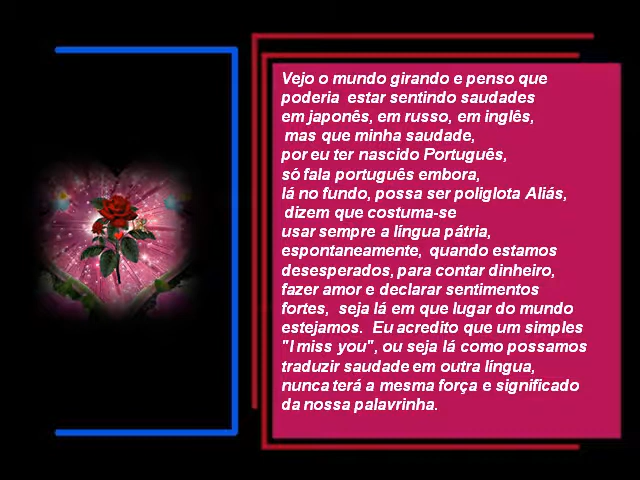 Vejo o mundo girando e penso que
poderia estar sentindo saudades
em japonês, em russo, em inglês,
mas que minha saudade,
por eu ter nascido Português,
só fala português embora,
lá no fundo, possa ser poliglota Aliás,
dizem que costuma-se
usar sempre a língua pátria,
espontaneamente, quando estamos
desesperados, para contar dinheiro,
fazer amor e declarar sentimentos
fortes, seja lá em que lugar do mundo
estejamos. Eu acredito que um simples
"I miss you", ou seja lá como possamos
traduzir saudade em outra língua,
nunca terá a mesma força e significado
da nossa palavrinha.